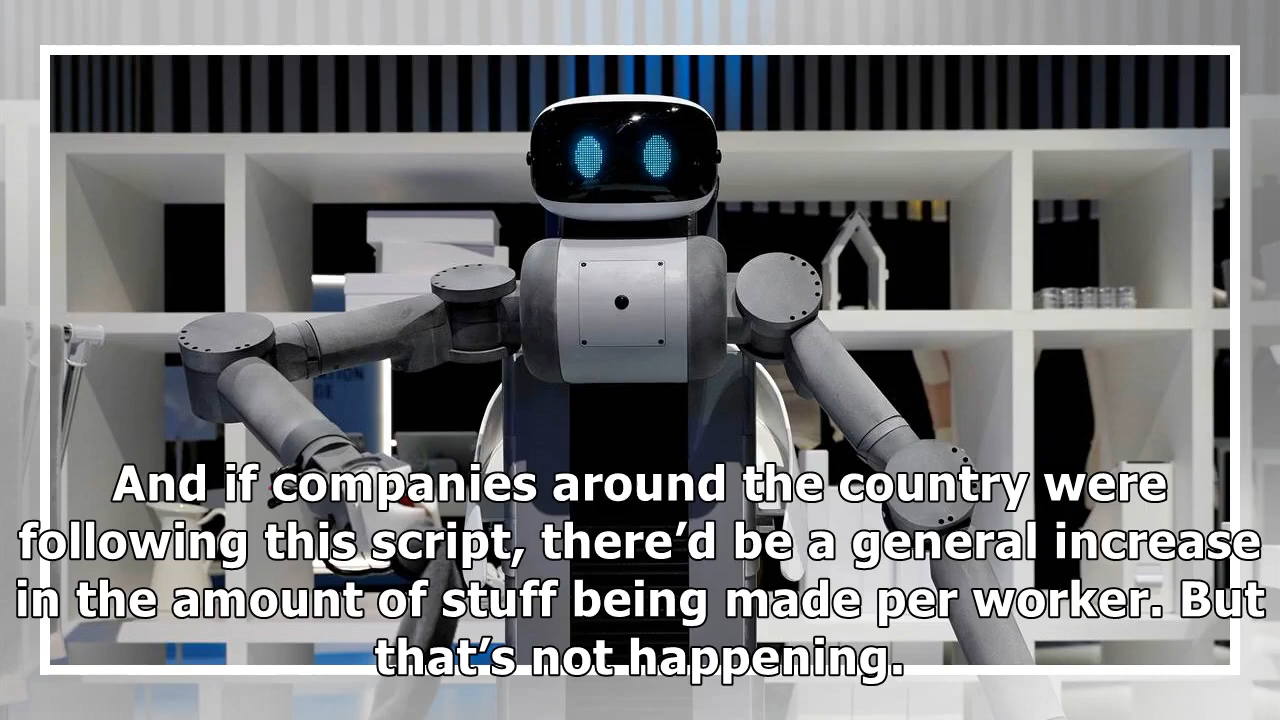 And if companies around the country were
following this script, there’d be a general increase
in the amount of stuff being made per worker. But
that’s not happening.